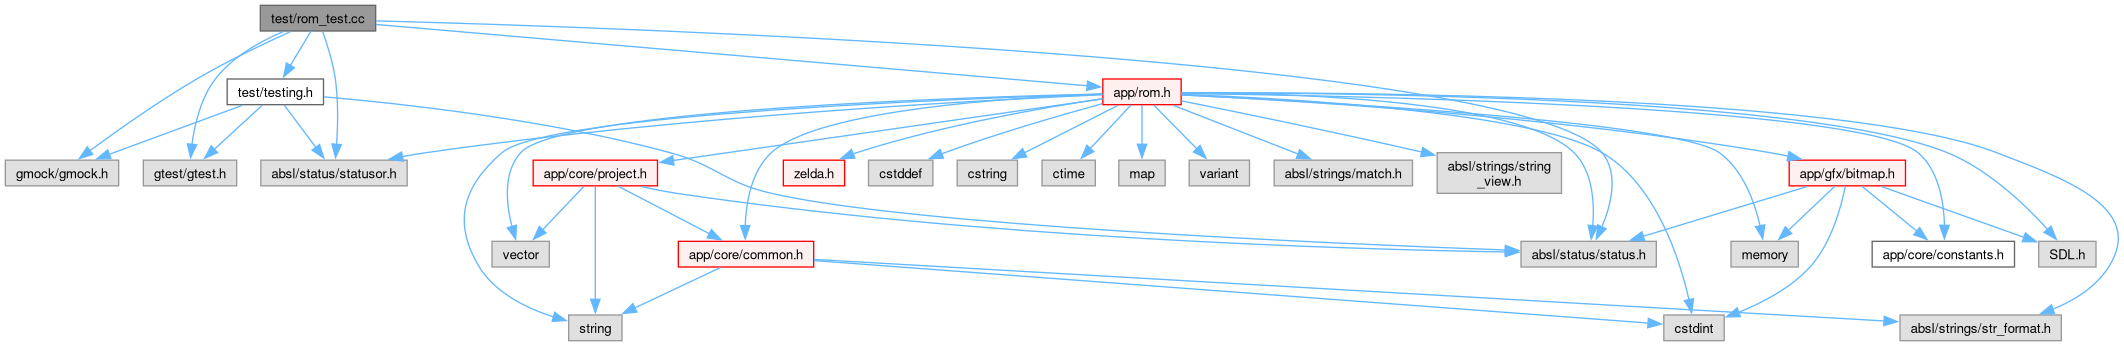 test/rom_test.cc
test/testing.h
app/rom.h
gmock/gmock.h
gtest/gtest.h
absl/status/statusor.h
app/core/project.h
zelda.h
cstddef
cstring
ctime
map
variant
absl/strings/match.h
absl/strings/string
_view.h
app/gfx/bitmap.h
vector
app/core/common.h
absl/status/status.h
memory
app/core/constants.h
SDL.h
string
cstdint
absl/strings/str_format.h